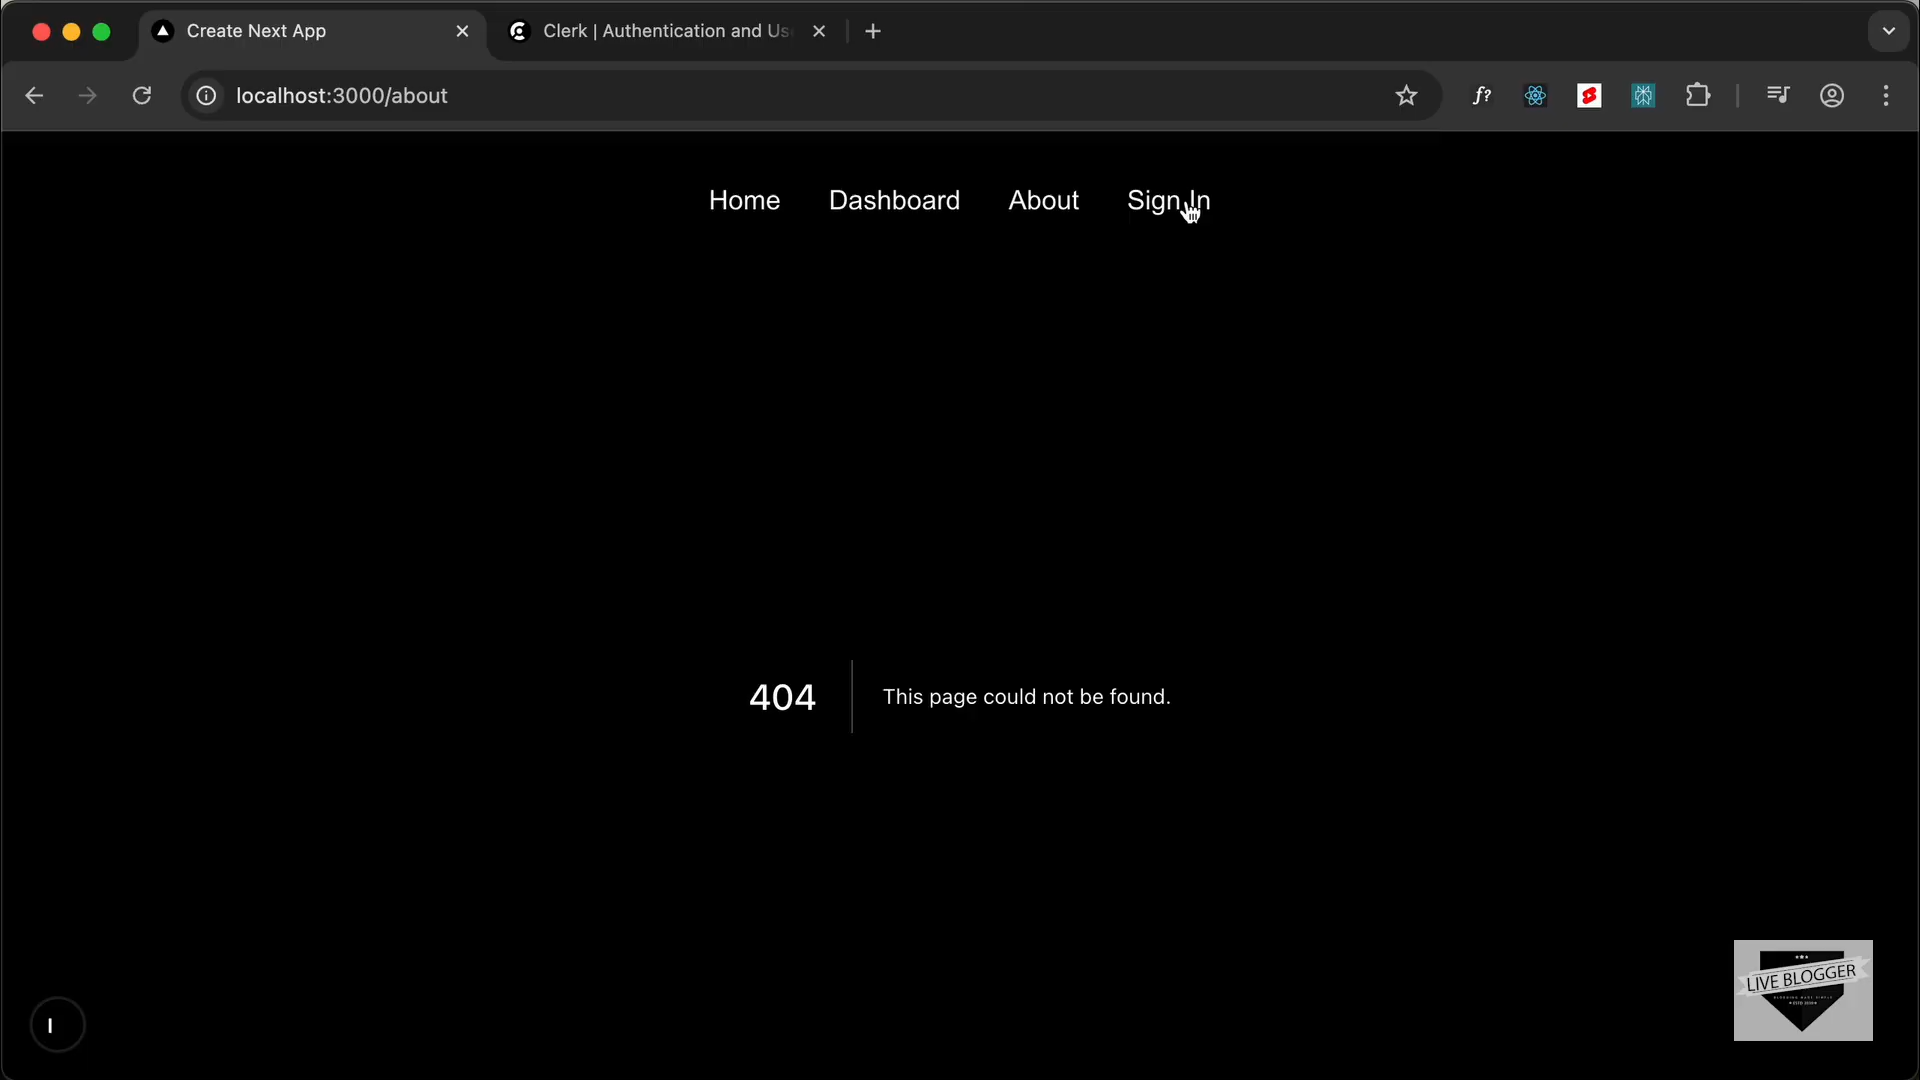 Create Next App
Clerk | Authentication and Us
localhost:3000/about
f?
Home
Dashboard
About
Sign In
404
This page could not be found.
LIVE BLOGGER